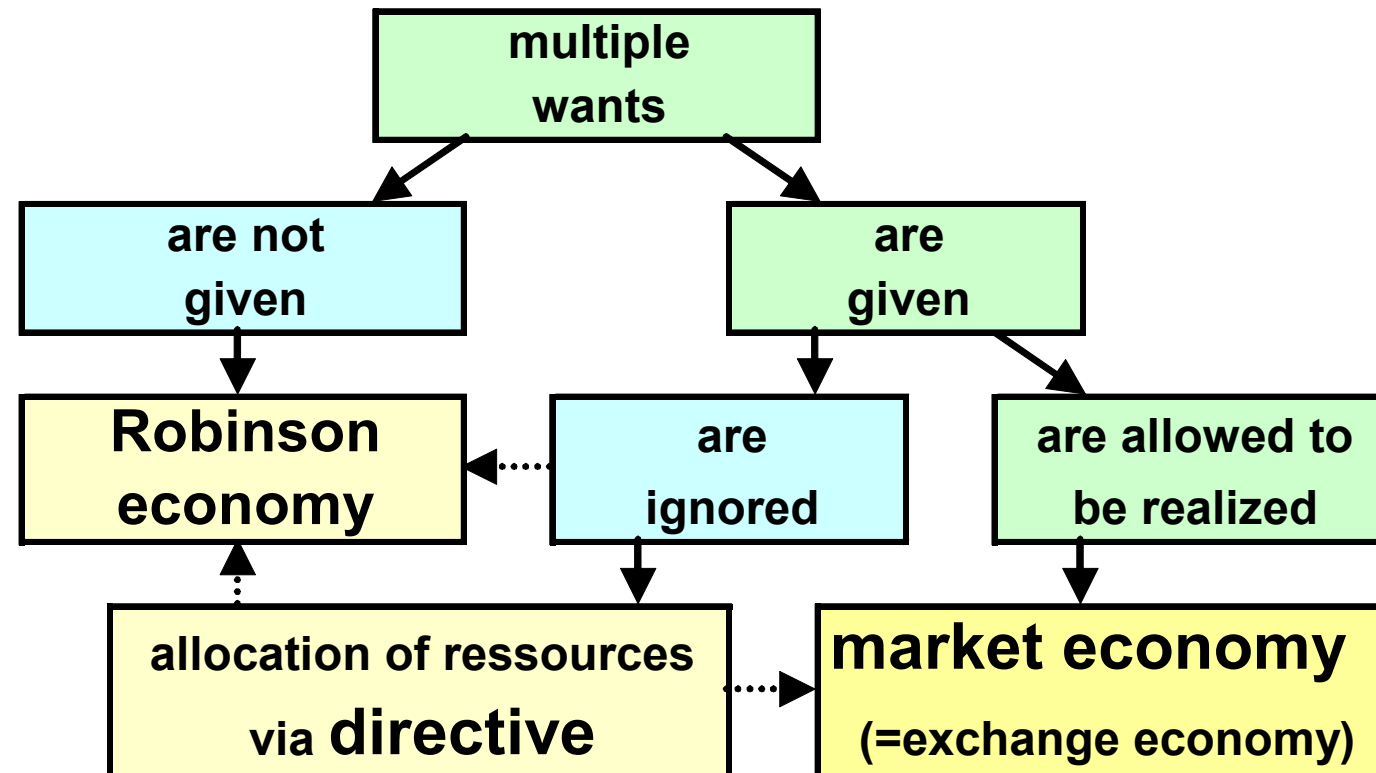 multiple
wants
are not
given
are
given
Robinson
economy
are
ignored
are allowed to
be realized
allocation of ressources
via directive
market economy
(=exchange economy)